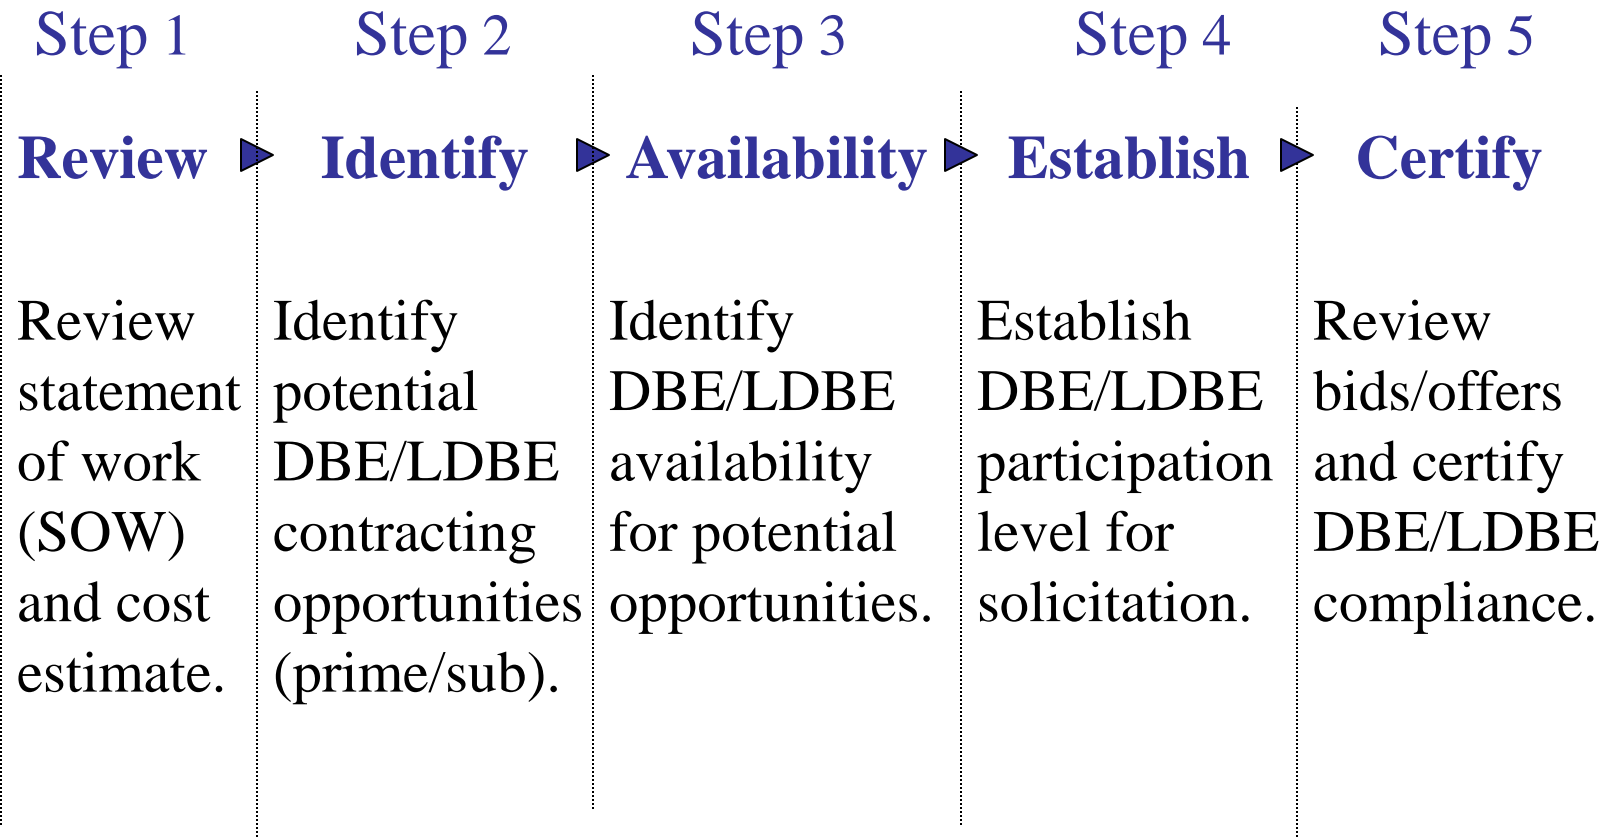 Step 1
Step 2
Step 3
Step 4
Step 5
Review
Identify
Availability
Establish
Certify
Review
statement
of work
(SOW)
and cost
estimate.
Identify
potential
DBE/LDBE
contracting
opportunities
(prime/sub).
Identify
DBE/LDBE
availability
for potential
opportunities.
Establish
DBE/LDBE
participation
level for
solicitation.
Review
bids/offers
and certify
DBE/LDBE
compliance.